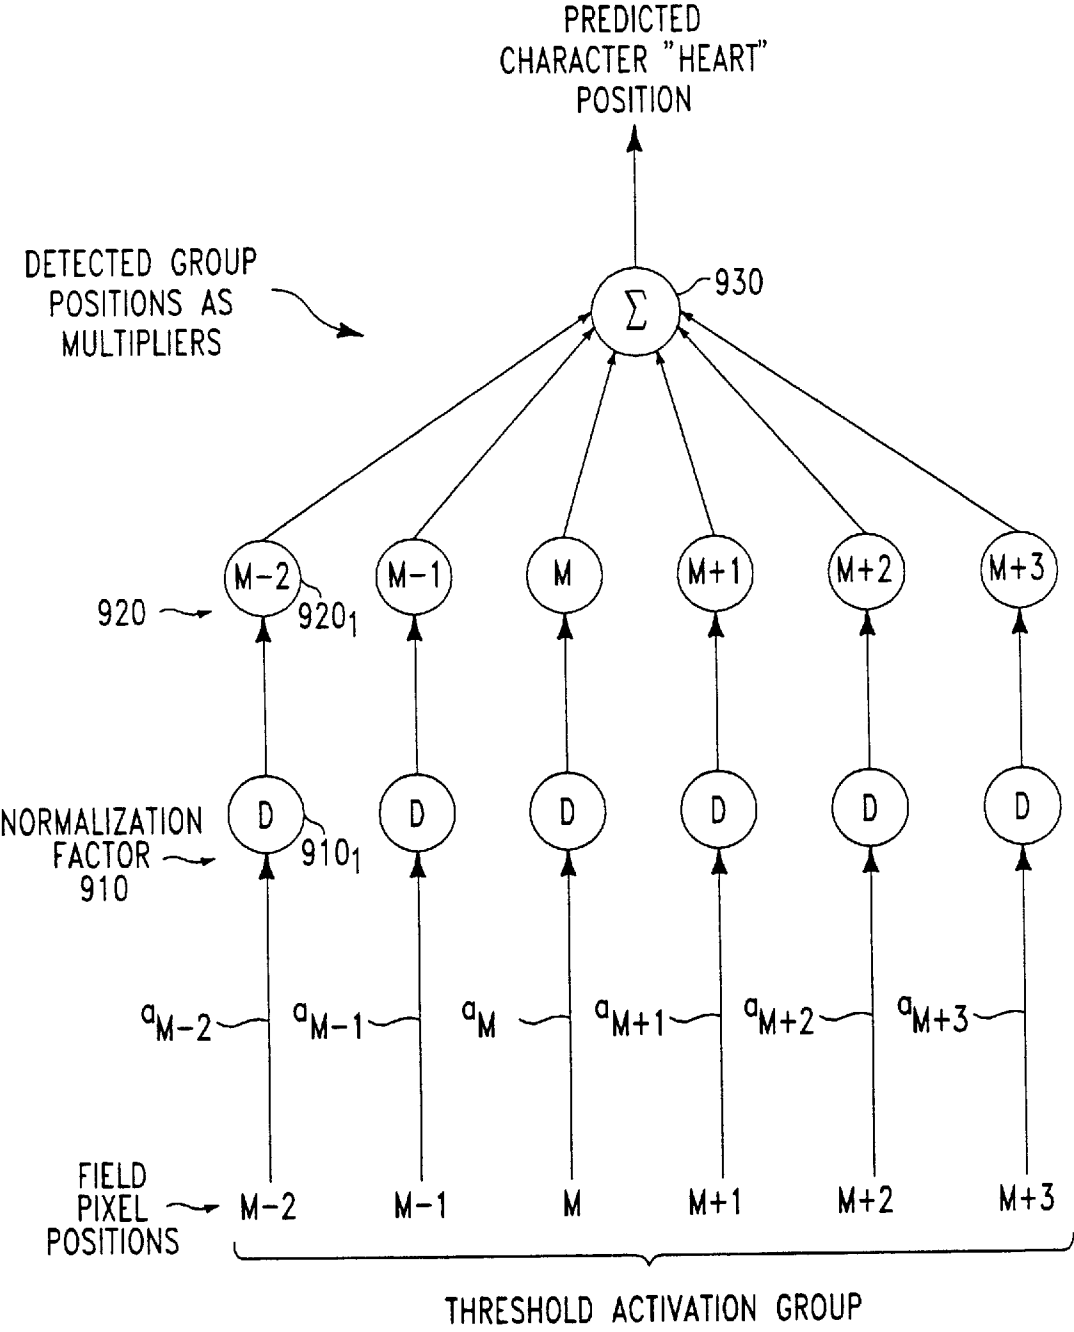 PREDICTED
CHARACTER "HEART"
POSITION
DETECTED GROUP
POSITIONS AS
MULTIPLIERS
Σ
930
M-2
M-1
M
M+1
M+2
M+3
920
920₁
D
D
D
D
D
D
NORMALIZATION
FACTOR
910
910₁
aM-2
aM-1
aM
aM+1
aM+2
aM+3
FIELD
PIXEL
POSITIONS
M-2
M-1
M
M+1
M+2
M+3
THRESHOLD ACTIVATION GROUP